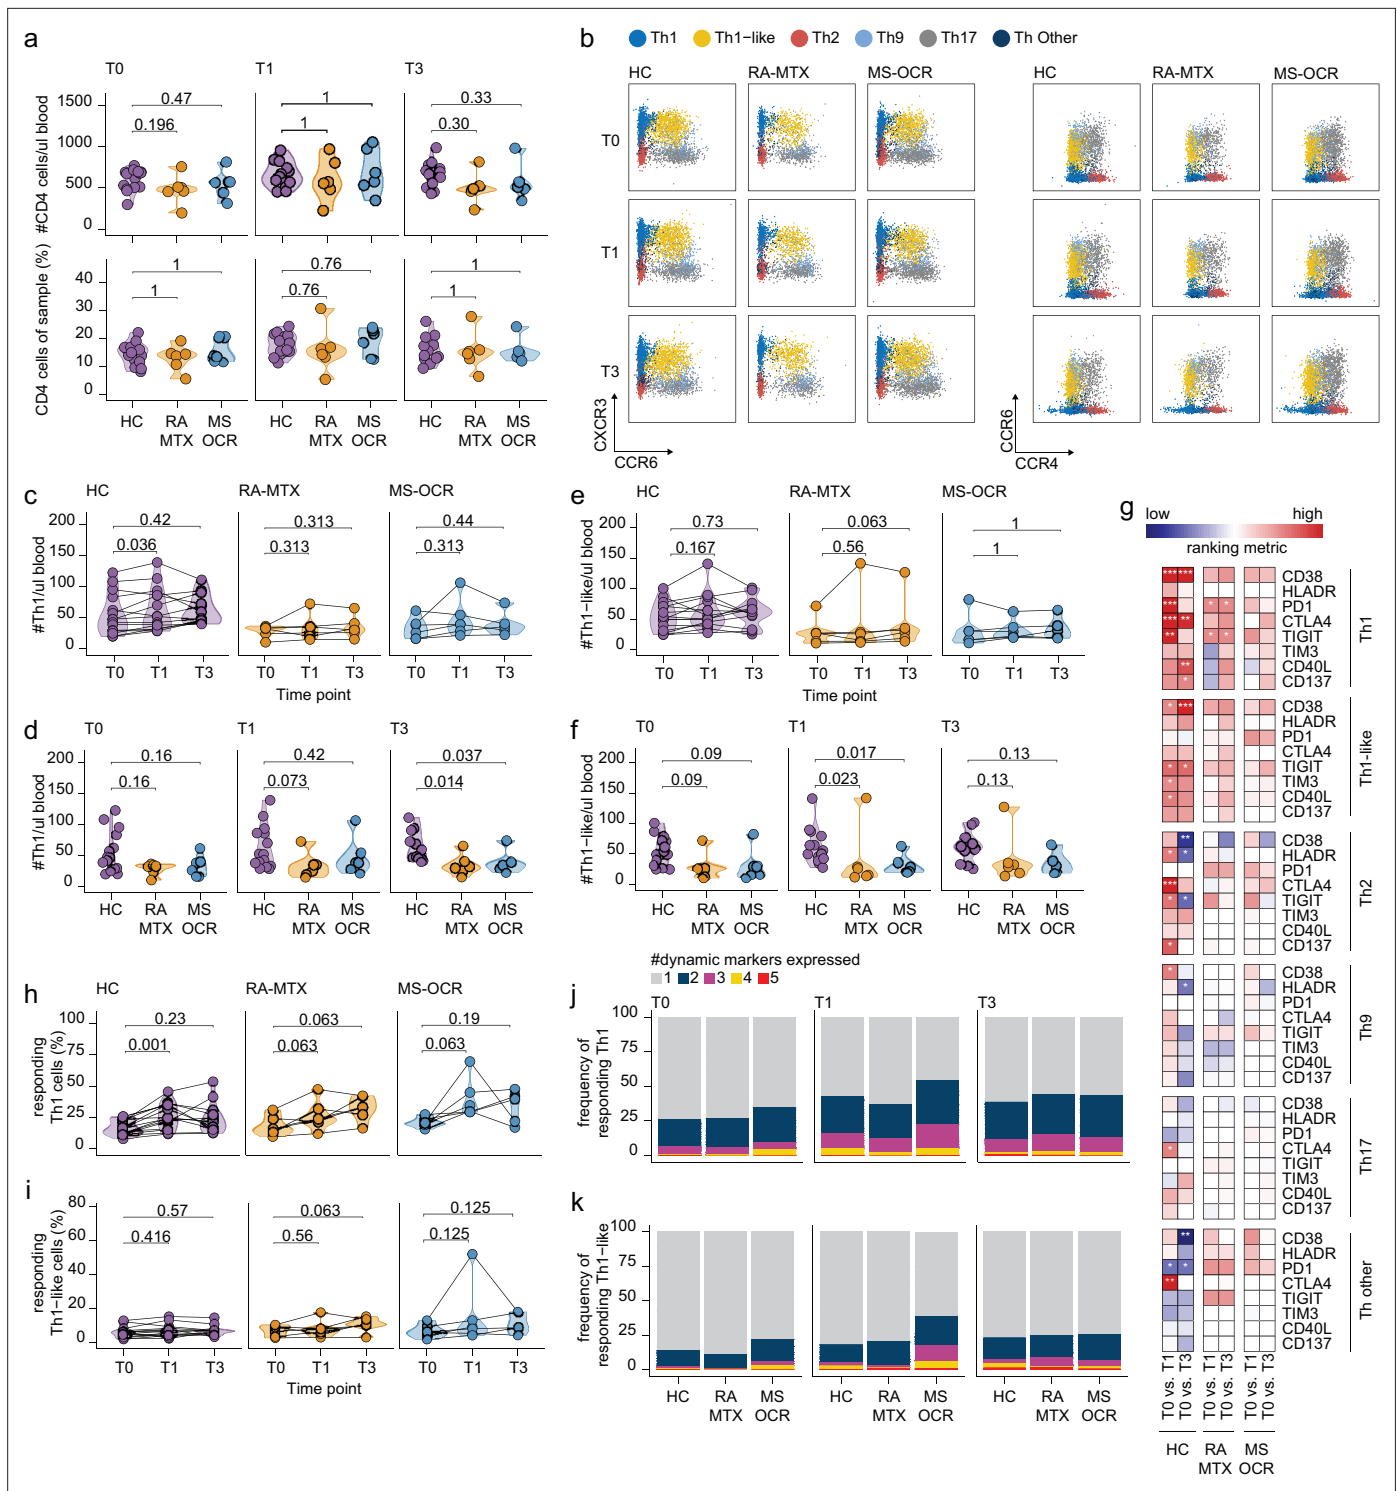 a
T0
T1
T3
#CD4 cells/ul blood
1500
1000
500
0
0.47
0.196
1
1
0.33
0.30
CD4 cells of sample (%)
40
30
20
10
0
1
1
0.76
0.76
1
1
HC
RA
MTX
MS
OCR
HC
RA
MTX
MS
OCR
HC
RA
MTX
MS
OCR
b
Th1
Th1−like
Th2
Th9
Th17
Th Other
HC
RA-MTX
MS-OCR
HC
RA-MTX
MS-OCR
T0
T1
T3
CXCR3
CCR6
CCR6
CCR4
c
HC
RA-MTX
MS-OCR
#Th1/ul blood
200
150
100
50
0
0.42
0.036
0.313
0.313
0.44
0.313
T0
T1
T3
T0
T1
T3
T0
T1
T3
Time point
e
HC
RA-MTX
MS-OCR
#Th1−like/ul blood
200
150
100
50
0
0.73
0.167
0.063
0.56
1
1
T0
T1
T3
T0
T1
T3
T0
T1
T3
Time point
d
T0
T1
T3
#Th1/ul blood
200
150
100
50
0
0.16
0.16
0.42
0.073
0.037
0.014
HC
RA
MTX
MS
OCR
HC
RA
MTX
MS
OCR
HC
RA
MTX
MS
OCR
f
T0
T1
T3
#Th1−like/ul blood
200
150
100
50
0
0.09
0.09
0.017
0.023
0.13
0.13
HC
RA
MTX
MS
OCR
HC
RA
MTX
MS
OCR
HC
RA
MTX
MS
OCR
g
low
high
ranking metric
CD38
HLADR
PD1
CTLA4
TIGIT
TIM3
CD40L
CD137
Th1
CD38
HLADR
PD1
CTLA4
TIGIT
TIM3
CD40L
CD137
Th1-like
CD38
HLADR
PD1
CTLA4
TIGIT
TIM3
CD40L
CD137
Th2
CD38
HLADR
PD1
CTLA4
TIGIT
TIM3
CD40L
CD137
Th9
CD38
HLADR
PD1
CTLA4
TIGIT
TIM3
CD40L
CD137
Th17
CD38
HLADR
PD1
CTLA4
TIGIT
TIM3
CD40L
CD137
Th other
T0 vs. T1
T0 vs. T3
T0 vs. T1
T0 vs. T3
T0 vs. T1
T0 vs. T3
HC
RA
MTX
MS
OCR
h
HC
RA-MTX
MS-OCR
responding
Th1 cells (%)
100
75
50
25
0
0.23
0.001
0.063
0.063
0.19
0.063
i
responding
Th1−like cells (%)
80
60
40
20
0
0.57
0.416
0.063
0.56
0.125
0.125
T0
T1
T3
T0
T1
T3
T0
T1
T3
Time point
#dynamic markers expressed
1
2
3
4
5
j
T0
T1
T3
frequency of
responding Th1
100
75
50
25
0
k
frequency of
responding Th1−like
100
75
50
25
0
HC
RA
MTX
MS
OCR
HC
RA
MTX
MS
OCR
HC
RA
MTX
MS
OCR